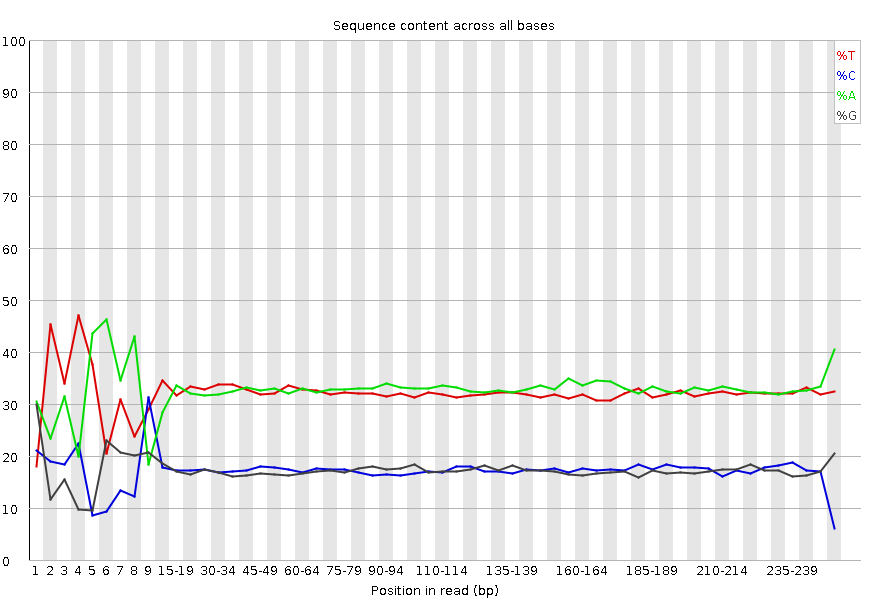 Sequence content across all bases
100
90
80
70
60
50
40
30
20
10
0
%T
%C
%A
%G
1 2 3 4 5 6 7 8 9 15-19 30-34 45-49 60-64 75-79 90-94 110-114 135-139 160-164 185-189 210-214 235-239
Position in read (bp)